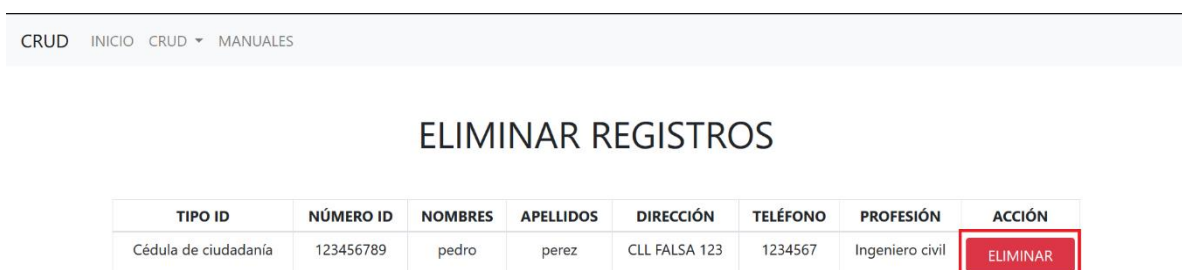 CRUD INICIO CRUD MANUALES
ELIMINAR REGISTROS
TIPO ID NÚMERO ID NOMBRES APELLIDOS DIRECCIÓN TELÉFONO PROFESIÓN ACCIÓN
Cédula de ciudadanía 123456789 pedro perez CLL FALSA 123 1234567 Ingeniero civil ELIMINAR